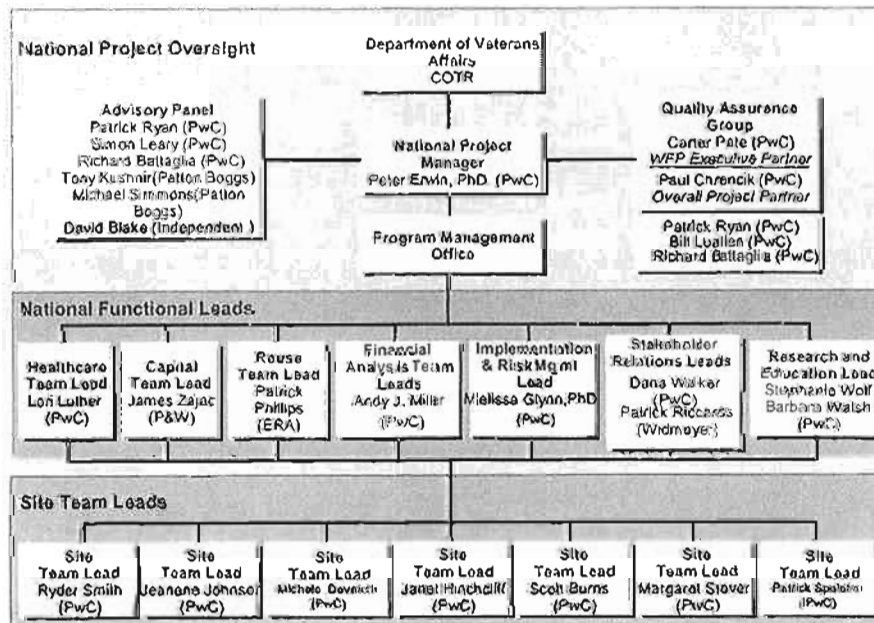 National Project Oversight
Department of Veterans
Affairs
COTR
Advisory Panel
Patrick Ryan (PwC)
Simon Leary (PwC)
Richard Battaglia (PwC)
Tony Kushnir(Patton Boggs)
Michael Simmons(Patton
Boggs)
David Blake (Independent)
National Project
Manager
Peter Erwin, PhD (PwC)
Quality Assurance
Group
Carter Pate (PwC)
WFP Executive Partner
Paul Chrencik (PwC)
Overall Project Partner
Patrick Ryan (PwC)
Bill (PwC)
Richard Battaglia (PwC)
Program Management
Office
National Functional Leads
Healthcare
Team Lead
Lori Luther (PwC)
Capital
Team Lead
James Zajac
(P&W)
Reuse
Team Lead
Patrick
Phillips
(ERA)
Financial
Analysis Team
Leads
Andy J. Miller
(PwC)
Implementation
& Risk Mgmt
Lead
Melissa Glynn, PhD
(PwC)
Stakeholder
Relations Leads
Dana Walker
(PwC)
Patrick Riccards
(Widmeyer)
Research and
Education Lead
Stephanie Wolf
Barbara Walsh
(PwC)
Site Team Leads
Site
Team Lead
Ryder Smith
(PwC)
Site
Team Lead
Jeanene Johnson
(PwC)
Site
Team Lead
(PwC)
Site
Team Lead
Janet Hinchcliff
(PwC)
Site
Team Lead
Scott Burns
(PwC)
Site
Team Lead
Margaret Stover
(PwC)
Site
Team Lead
Patrick
(PwC)